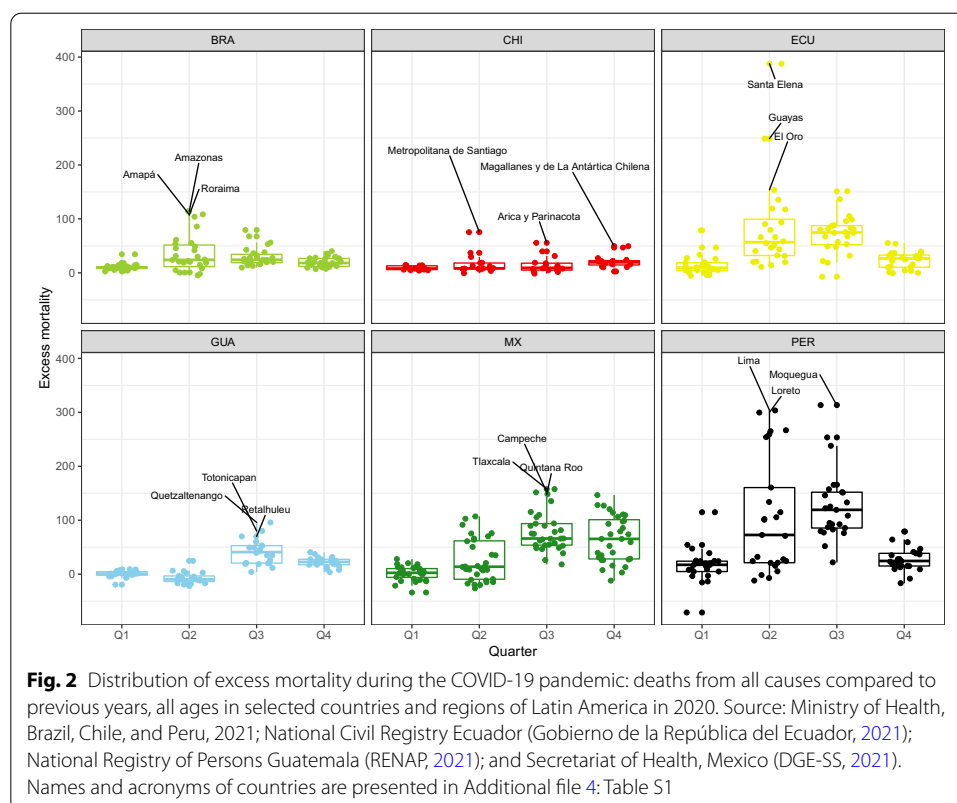 BRA
CHI
ECU
400
300
200
100
0
Amazonas
Amapá
Roraima
Metropolitana de Santiago
Magallanes y de La Antártica Chilena
Arica y Parinacota
Santa Elena
Guayas
El Oro
Excess mortality
GUA
MX
PER
400
300
200
100
0
Totonicapan
Quetzaltenango
Retalhuleu
Campeche
Tlaxcala
Quintana Roo
Lima
Moquegua
Loreto
Q1 Q2 Q3 Q4
Q1 Q2 Q3 Q4
Q1 Q2 Q3 Q4
Quarter
Fig. 2 Distribution of excess mortality during the COVID-19 pandemic: deaths from all causes compared to
previous years, all ages in selected countries and regions of Latin America in 2020. Source: Ministry of Health,
Brazil, Chile, and Peru, 2021; National Civil Registry Ecuador (Gobierno de la República del Ecuador, 2021);
National Registry of Persons Guatemala (RENAP, 2021); and Secretariat of Health, Mexico (DGE-SS, 2021).
Names and acronyms of countries are presented in Additional file 4: Table S1